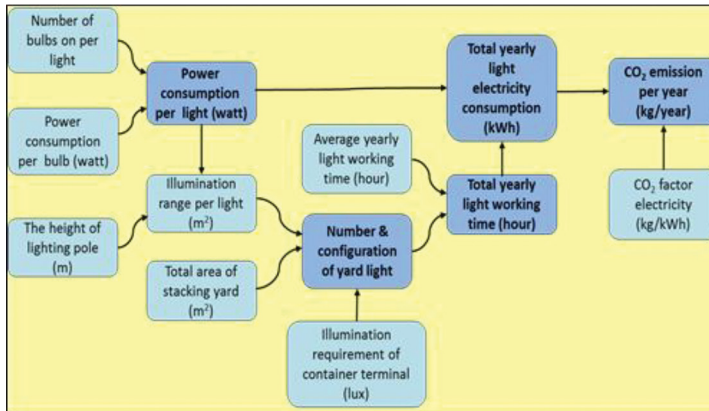 Number of
bulbs on per
light
Power
consumption
per light (watt)
Total yearly
light
electricity
consumption
(kWh)
CO₂ emission
per year
(kg/year)
Power
consumption
per bulb (watt)
Average yearly
light working
time (hour)
Illumination
range per light
(m²)
Total yearly
light working
time (hour)
CO₂ factor
electricity
(kg/kWh)
The height of
lighting pole
(m)
Number &
configuration
of yard light
Total area of
stacking yard
(m²)
Illumination
requirement of
container terminal
(lux)